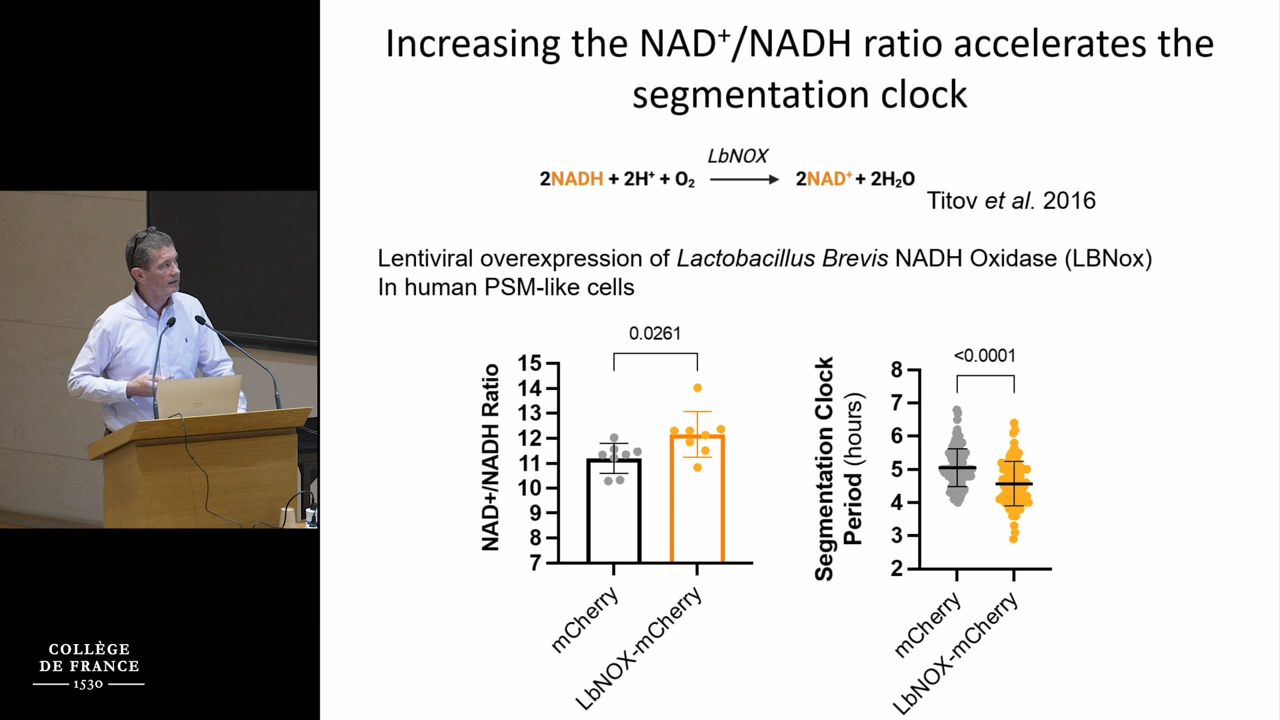 Increasing the NAD⁺/NADH ratio accelerates the
segmentation clock
LbNOX
2NADH + 2H⁺ + O₂ → 2NAD⁺ + 2H₂O
Titov et al. 2016
Lentiviral overexpression of Lactobacillus Brevis NADH Oxidase (LBNox)
In human PSM-like cells
0.0261
NAD+/NADH Ratio
15
14
13
12
11
10
9
8
7
mCherry
LbNOX-mCherry
<0.0001
Segmentation Clock
Period (hours)
8
7
6
5
4
3
2
mCherry
LbNOX-mCherry
COLLÈGE
DE FRANCE
1530